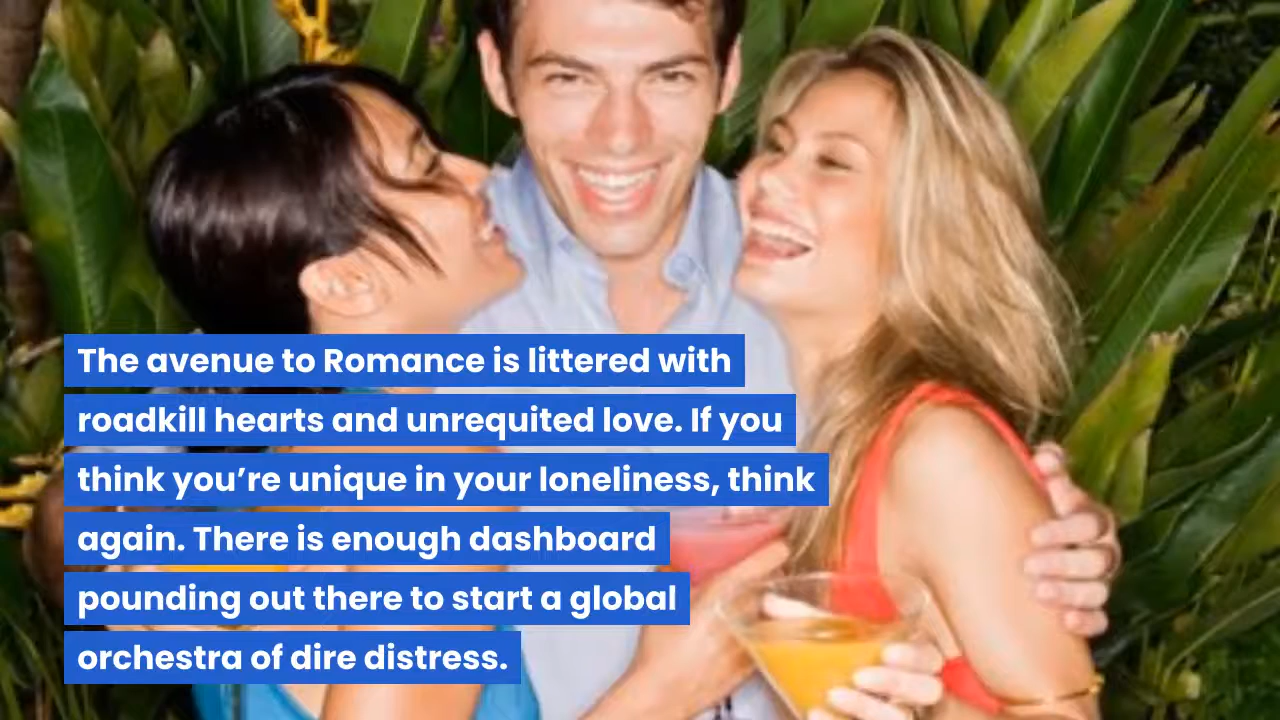 The avenue to Romance is littered with
roadkill hearts and unrequited love. If you
think you’re unique in your loneliness, think
again. There is enough dashboard
pounding out there to start a global
orchestra of dire distress.